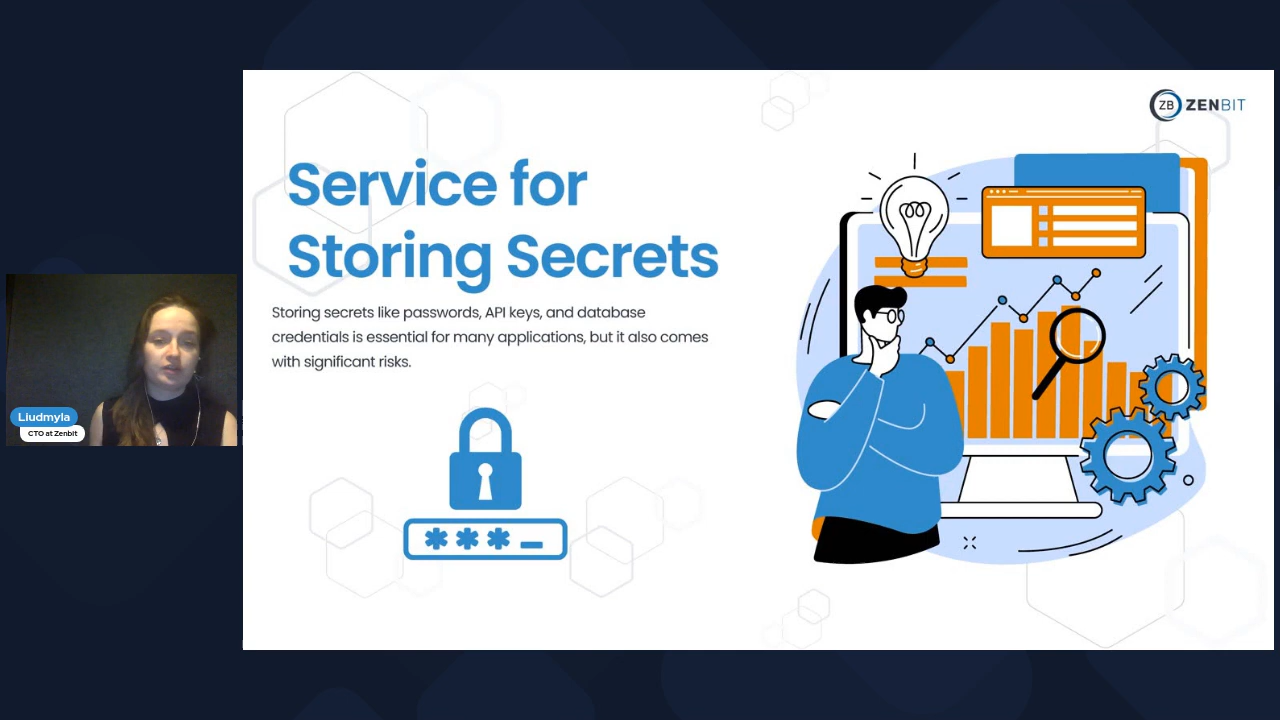 ZB ZENBIT
Service for
Storing Secrets
Storing secrets like passwords, API keys, and database
credentials is essential for many applications, but it also comes
with significant risks.
***_
Liudmyla
CTO at Zenbit